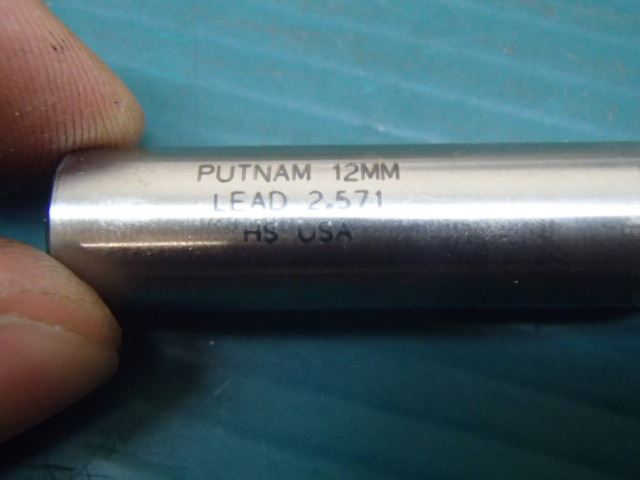 PUTNAM 12MM
LEAD 2.571
HS USA